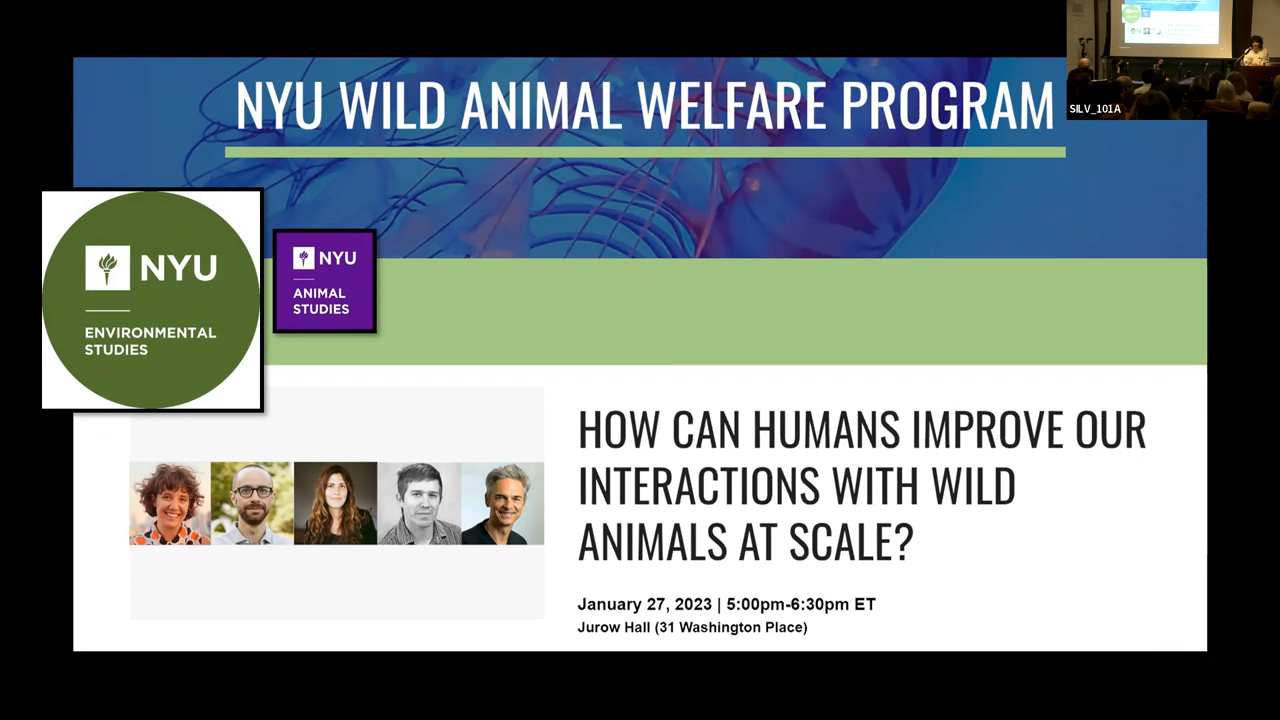 NYU WILD ANIMAL WELFARE PROGRAM
SILV_101A
NYU
ENVIRONMENTAL
STUDIES
NYU
ANIMAL
STUDIES
HOW CAN HUMANS IMPROVE OUR
INTERACTIONS WITH WILD
ANIMALS AT SCALE?
January 27, 2023 | 5:00pm-6:30pm ET
Jurow Hall (31 Washington Place)